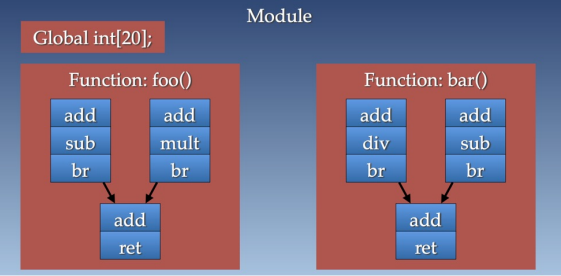 Module
Global int[20];
Function: foo()
add
sub
br
add
mult
br
add
ret
Function: bar()
add
div
br
add
sub
br
add
ret